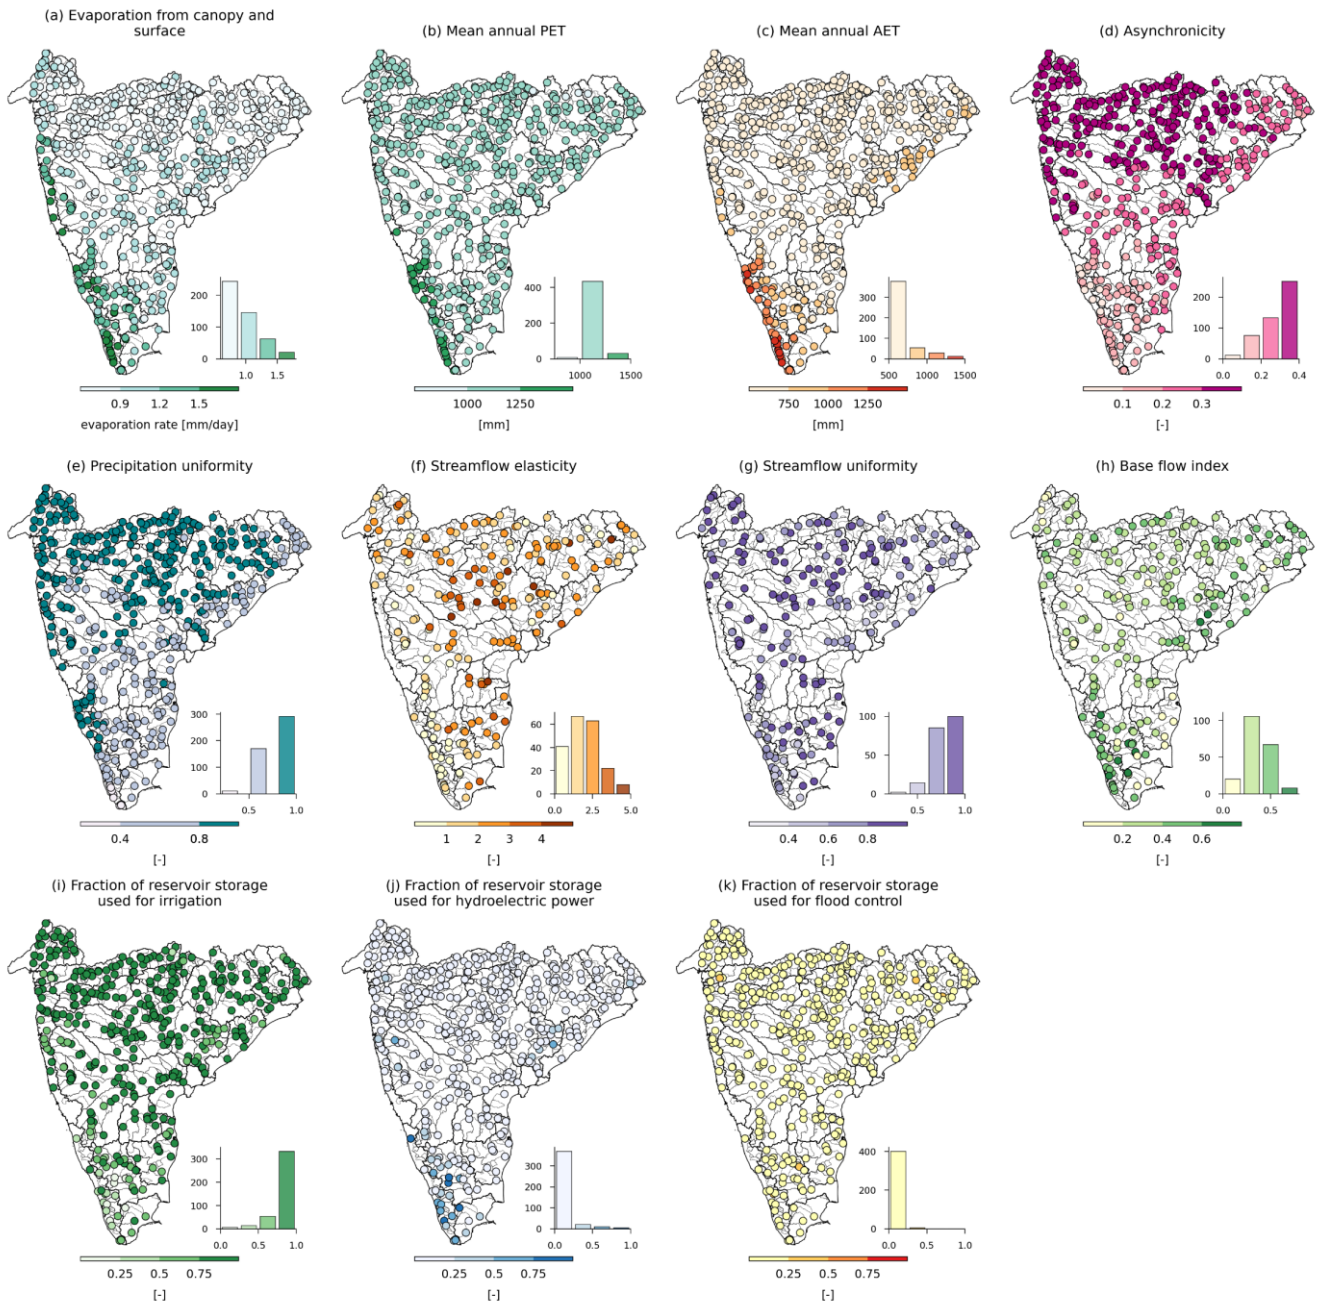 (a) Evaporation from canopy and
surface
(b) Mean annual PET
(c) Mean annual AET
(d) Asynchronicity
200
100
0
1.0 1.5
0.9 1.2 1.5
evaporation rate [mm/day]
400
200
0
1000 1500
1000 1250
[mm]
300
200
100
0
500 1000 1500
750 1000 1250
[mm]
200
100
0
0.0 0.2 0.4
0.1 0.2 0.3
[-]
(e) Precipitation uniformity
(f) Streamflow elasticity
(g) Streamflow uniformity
(h) Base flow index
300
200
100
0
0.5 1.0
0.4 0.8
[-]
60
40
20
0
0.0 2.5 5.0
1 2 3 4
[-]
100
50
0
0.5 1.0
0.4 0.6 0.8
[-]
100
50
0
0.0 0.5
0.2 0.4 0.6
[-]
(i) Fraction of reservoir storage
used for irrigation
(j) Fraction of reservoir storage
used for hydroelectric power
(k) Fraction of reservoir storage
used for flood control
300
200
100
0
0.0 0.5 1.0
0.25 0.5 0.75
[-]
300
200
100
0
0.0 0.5 1.0
0.25 0.5 0.75
[-]
400
200
0
0.0 0.5 1.0
0.25 0.5 0.75
[-]